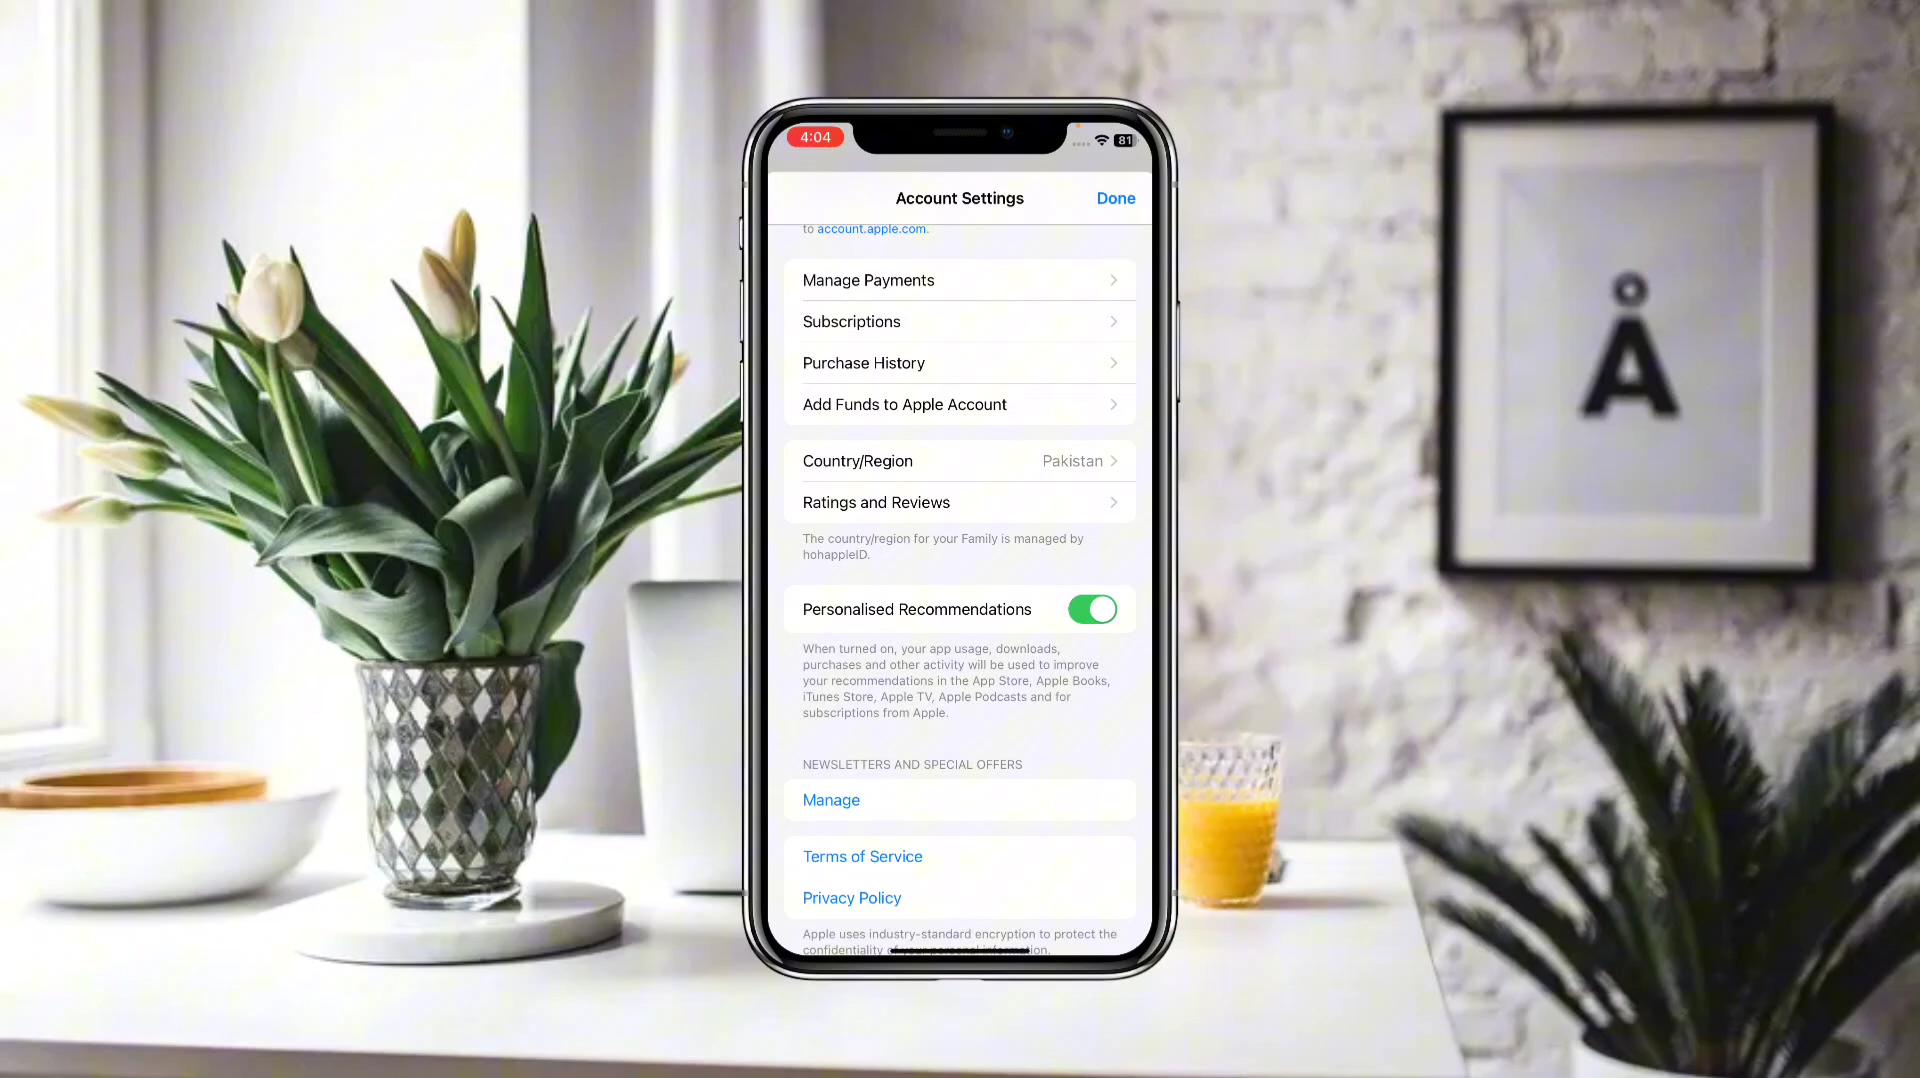 4:04
81
Account Settings
Done
to account.apple.com.
Manage Payments
Subscriptions
Purchase History
Add Funds to Apple Account
Country/Region
Pakistan
Ratings and Reviews
The country/region for your Family is managed by
hohappleID.
Personalised Recommendations
When turned on, your app usage, downloads,
purchases and other activity will be used to improve
your recommendations in the App Store, Apple Books,
iTunes Store, Apple TV, Apple Podcasts and for
subscriptions from Apple.
NEWSLETTERS AND SPECIAL OFFERS
Manage
Terms of Service
Privacy Policy
Apple uses industry-standard encryption to protect the
confidentiality of your personal information.
Å